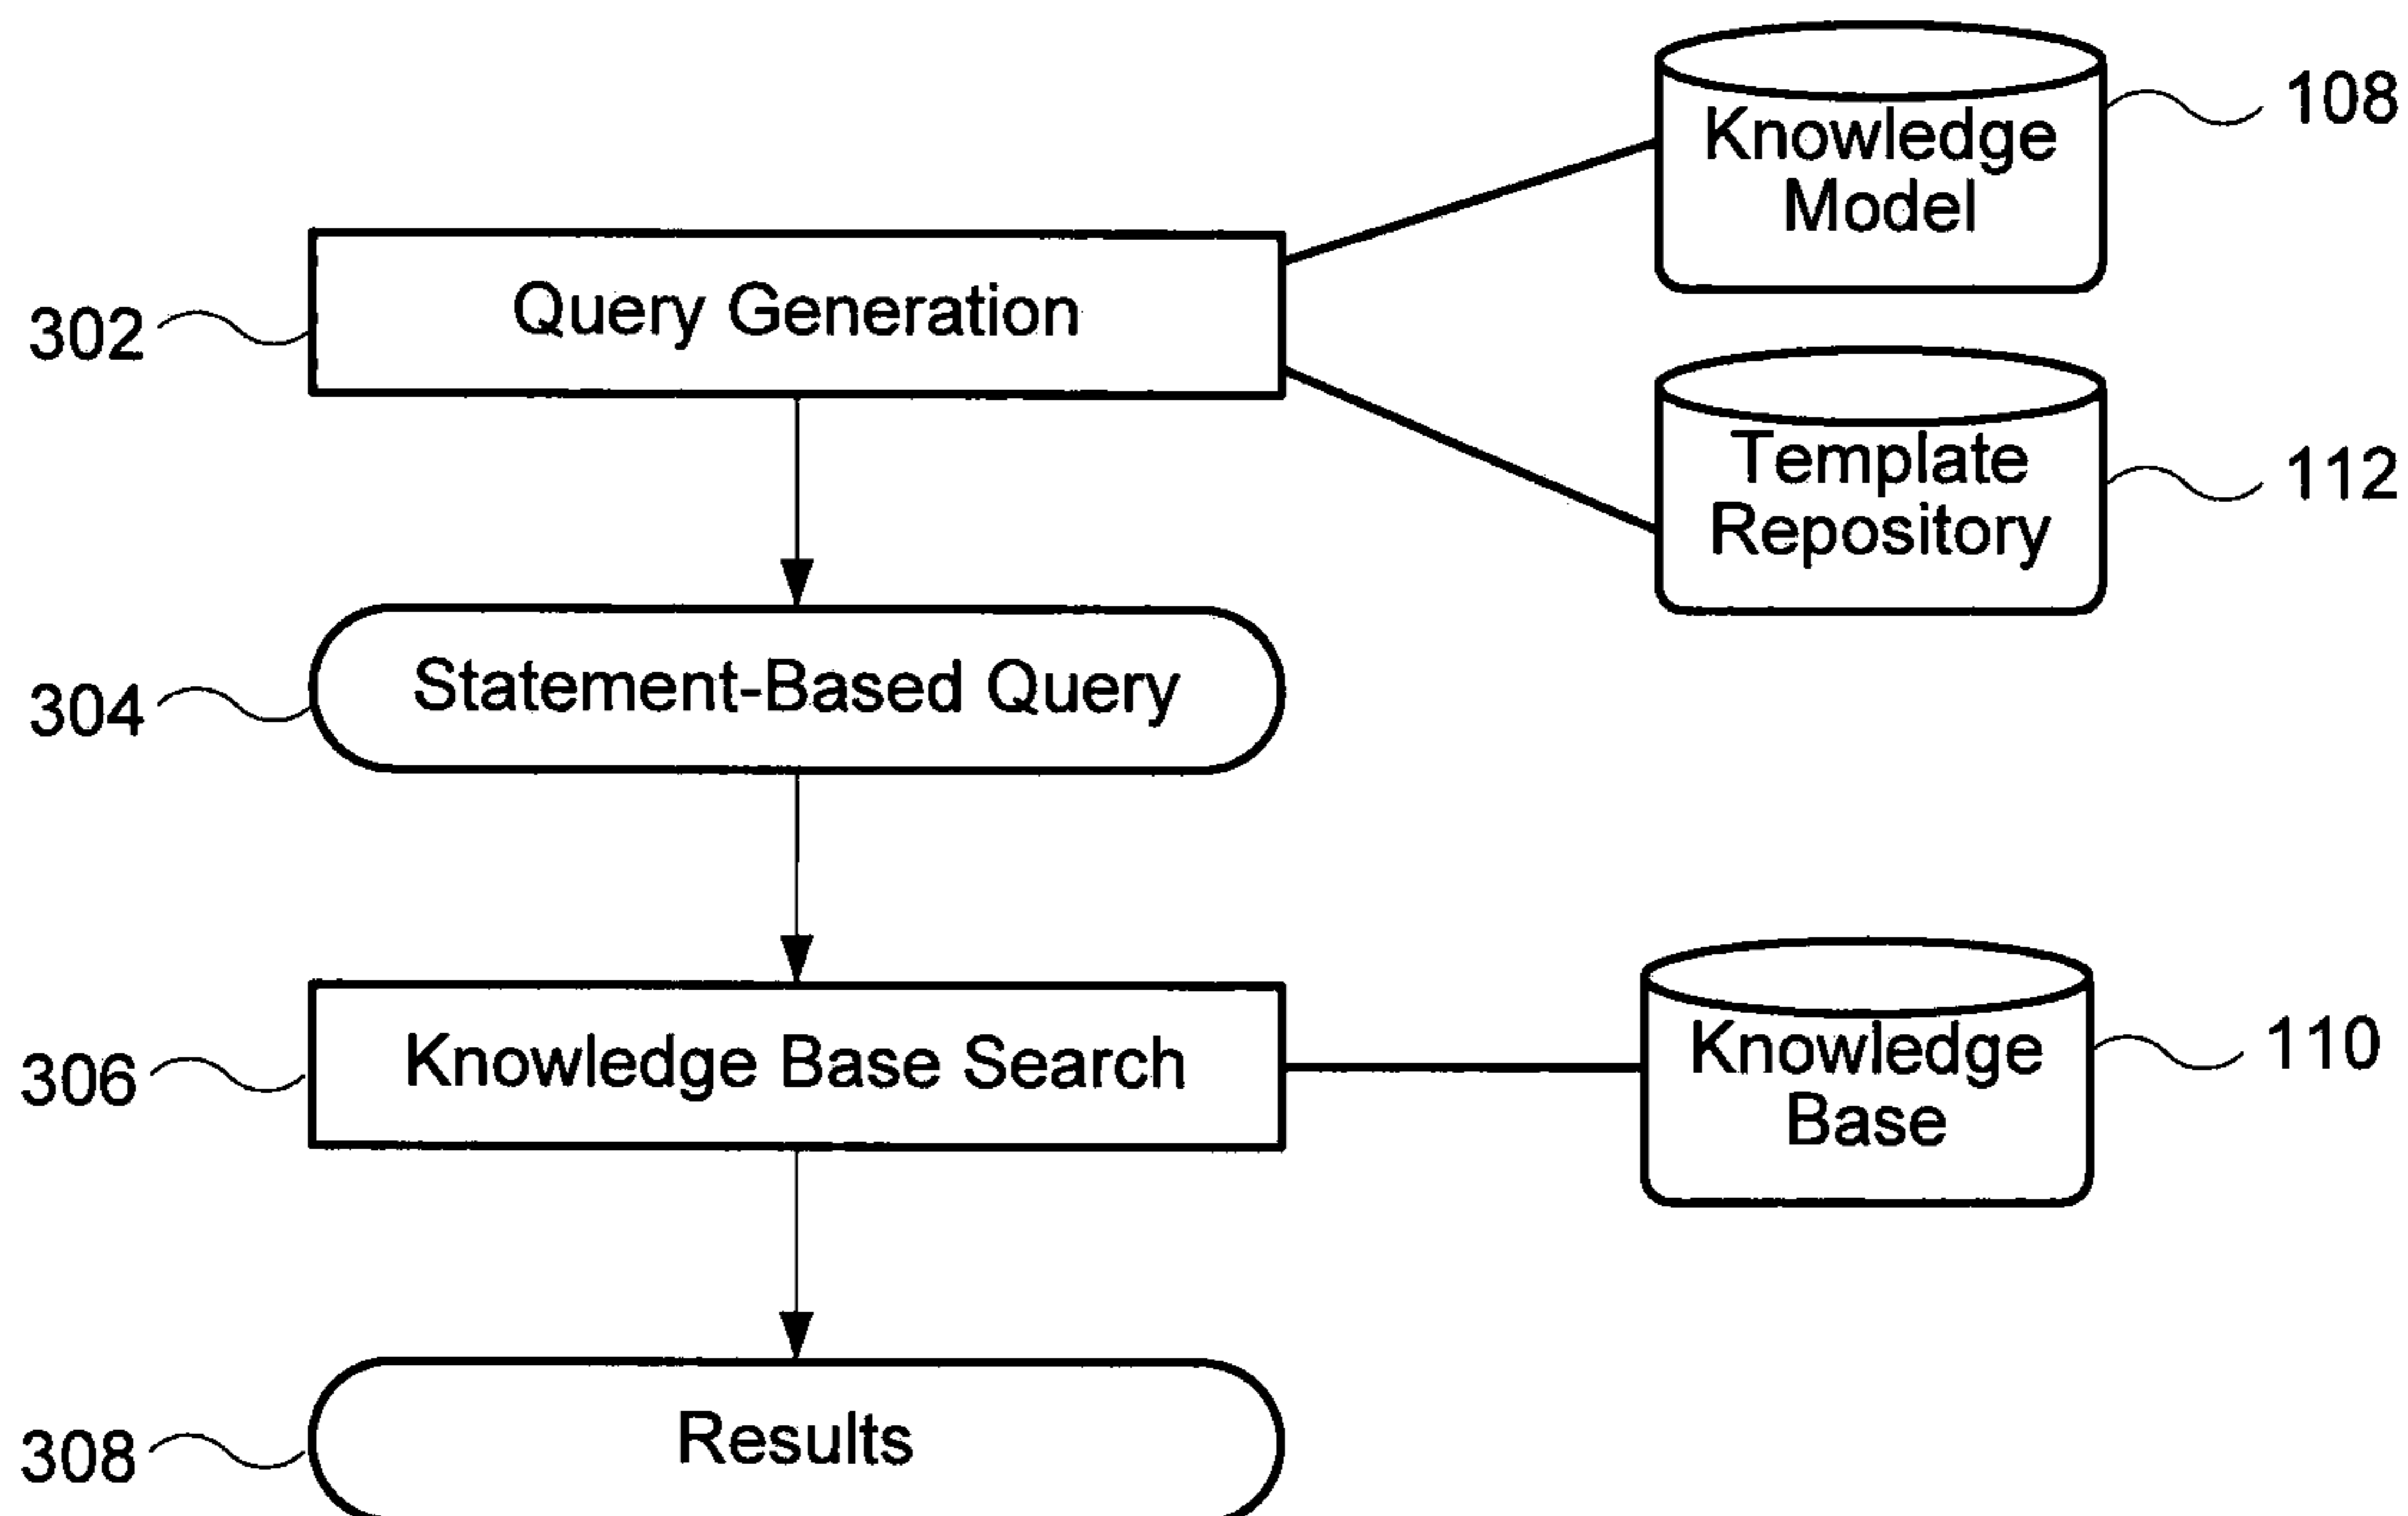 108
Knowledge
Model
302
Query Generation
Template
Repository
112
304
Statement-Based Query
306
Knowledge Base Search
Knowledge
Base
110
308
Results